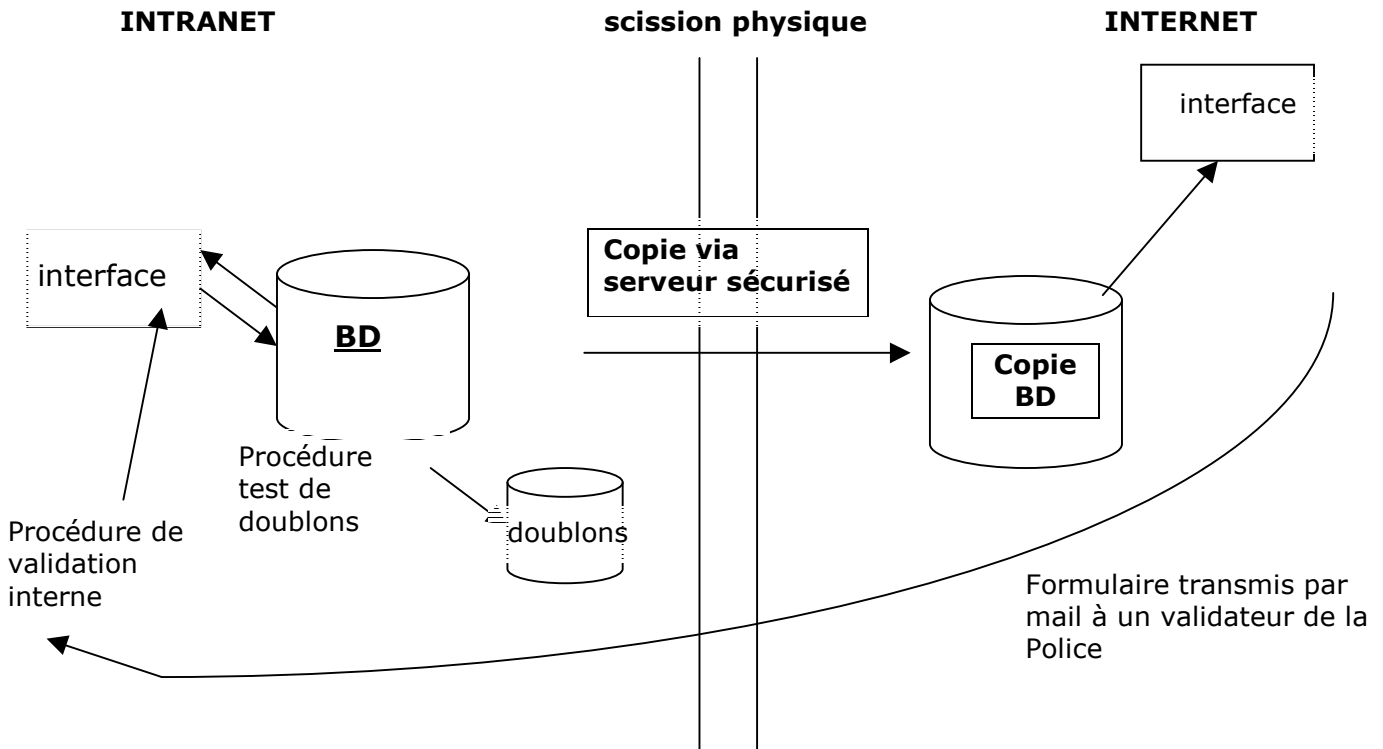 INTRANET
scission physique
INTERNET
interface
interface
Copie via
serveur sécurisé
BD
Copie
BD
Procédure
test de
doublons
doublons
Procédure de
validation
interne
Formulaire transmis par
mail à un validateur de la
Police